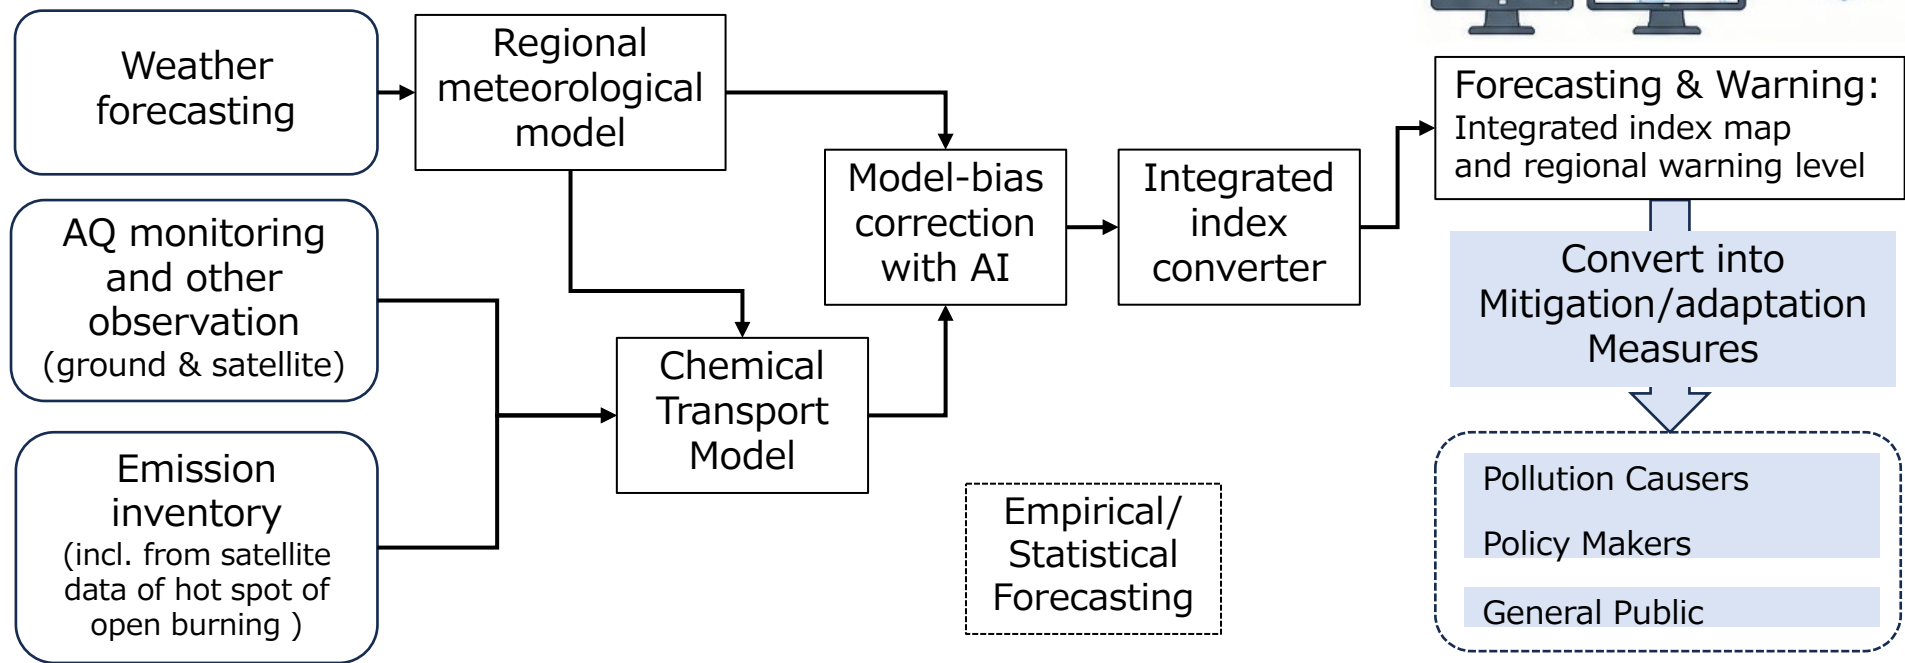 Weather
forecasting
Regional
meteorological
model
Forecasting & Warning:
Integrated index map
and regional warning level
AQ monitoring
and other
observation
(ground & satellite)
Model-bias
correction
with AI
Integrated
index
converter
Convert into
Mitigation/adaptation
Measures
Chemical
Transport
Model
Emission
inventory
(incl. from satellite
data of hot spot of
open burning )
Empirical/
Statistical
Forecasting
Pollution Causers
Policy Makers
General Public